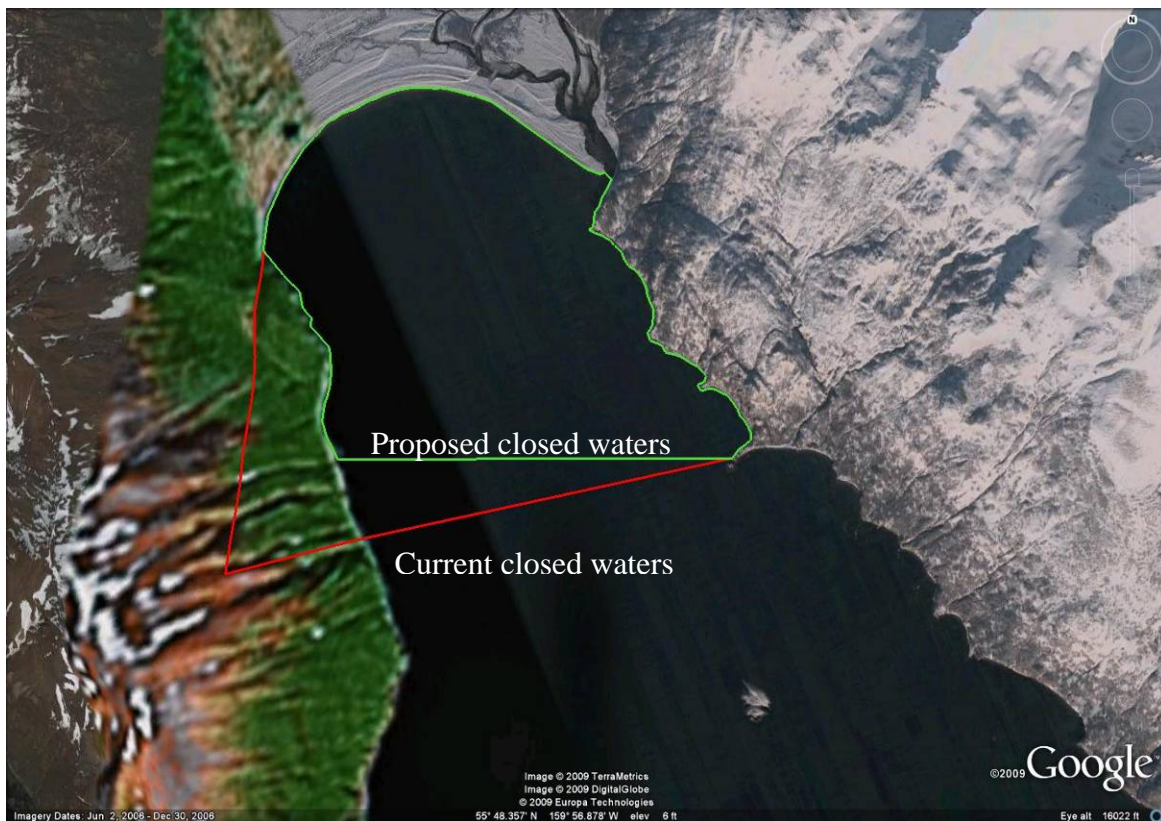 N
Proposed closed waters
Current closed waters
Image © 2009 TerraMetrics
Image © 2009 DigitalGlobe
© 2009 Europa Technologies
©2009 Google
Imagery Dates: Jun 2, 2006 - Dec 30, 2006
55° 48.357' N 159° 56.878' W elev 6 ft
Eye alt 16022 ft